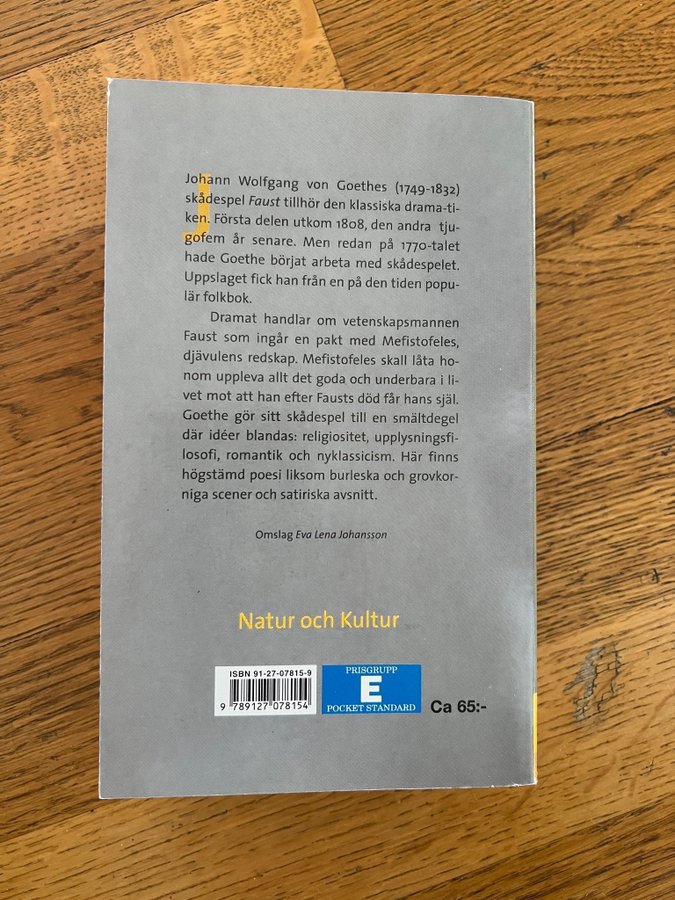 Johann Wolfgang von Goethes (1749-1832)
skådespel Faust tillhör den klassiska drama-ti-
ken. Första delen utkom 1808, den andra tju-
gofem år senare. Men redan på 1770-talet
hade Goethe börjat arbeta med skådespelet.
Uppslaget fick han från en på den tiden popu-
lär folkbok.
Dramat handlar om vetenskapsmannen
Faust som ingår en pakt med Mefistofeles,
djävulens redskap. Mefistofeles skall låta ho-
nom uppleva allt det goda och underbara i li-
vet mot att han efter Fausts död får hans själ.
Goethe gör sitt skådespel till en smältdegel
där idéer blandas: religiositet, upplysningsfi-
losofi, romantik och nyklassicism. Här finns
högstämd poesi liksom burleska och grovkor-
niga scener och satiriska avsnitt.
Omslag Eva Lena Johansson
Natur och Kultur
ISBN 91-27-07815-9
9 789127 078154
PRISGRUPP
E
POCKET STANDARD
Ca 65:-